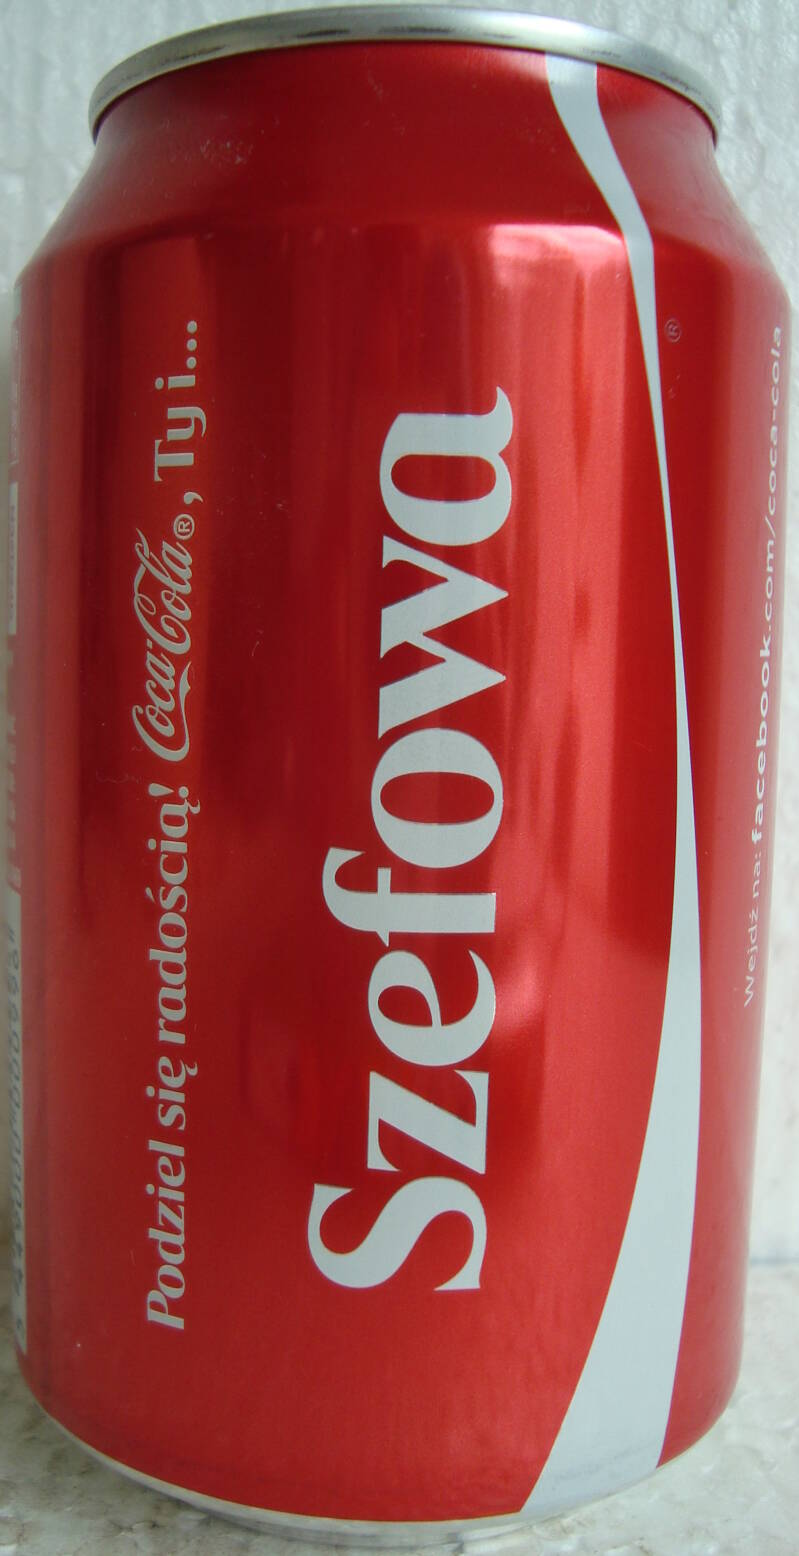 Podziel się radością! Coca-Cola®, Ty i...
Szefowa
®
Wejdź na: facebook.com/coca-cola